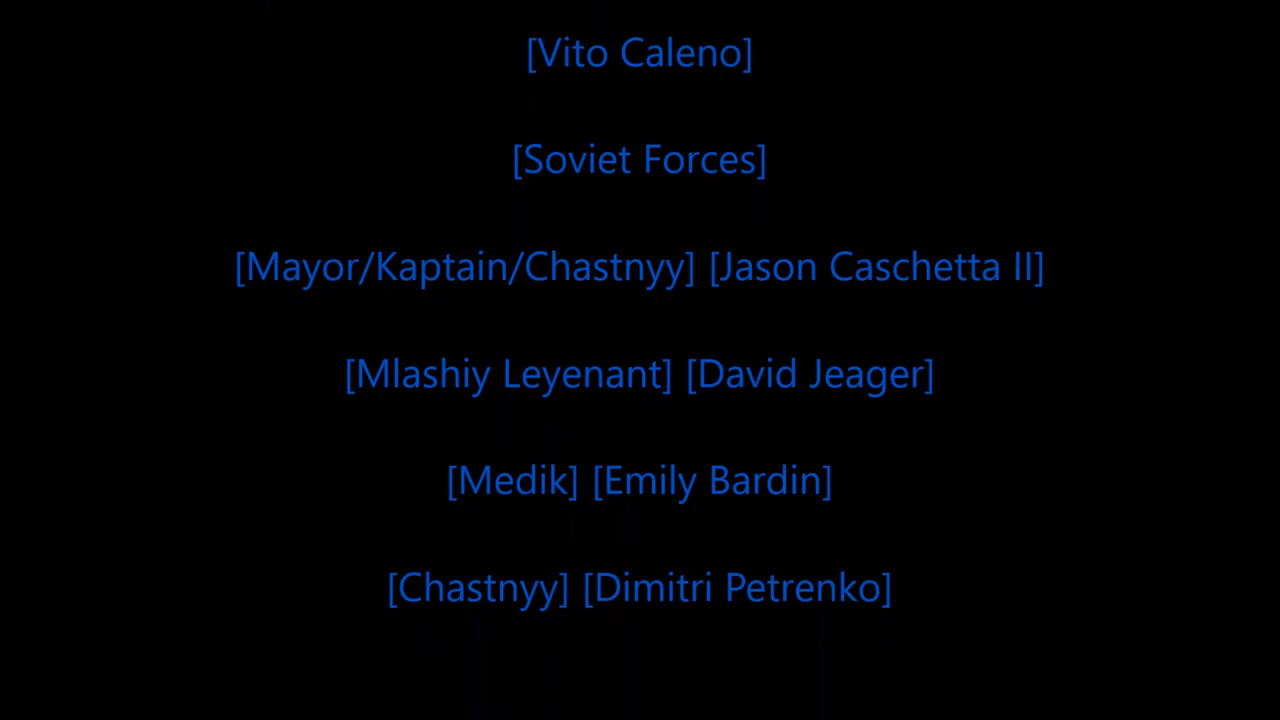 [Vito Caleno]
[Soviet Forces]
[Mayor/Kaptain/Chastnyy] [Jason Caschetta II]
[Mlashiy Leyenant] [David Jeager]
[Medik] [Emily Bardin]
[Chastnyy] [Dimitri Petrenko]